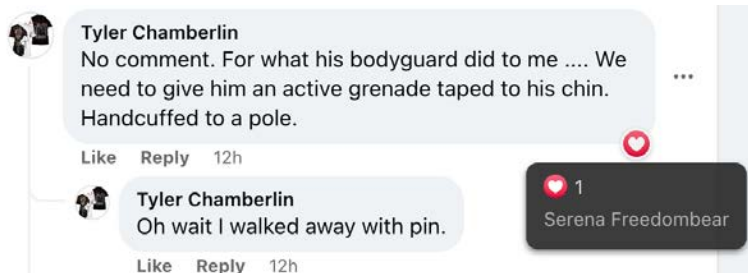 Tyler Chamberlin
No comment. For what his bodyguard did to me .... We
need to give him an active grenade taped to his chin.
Handcuffed to a pole.
Like Reply 12h
1
Serena Freedombear
Tyler Chamberlin
Oh wait I walked away with pin.
Like Reply 12h